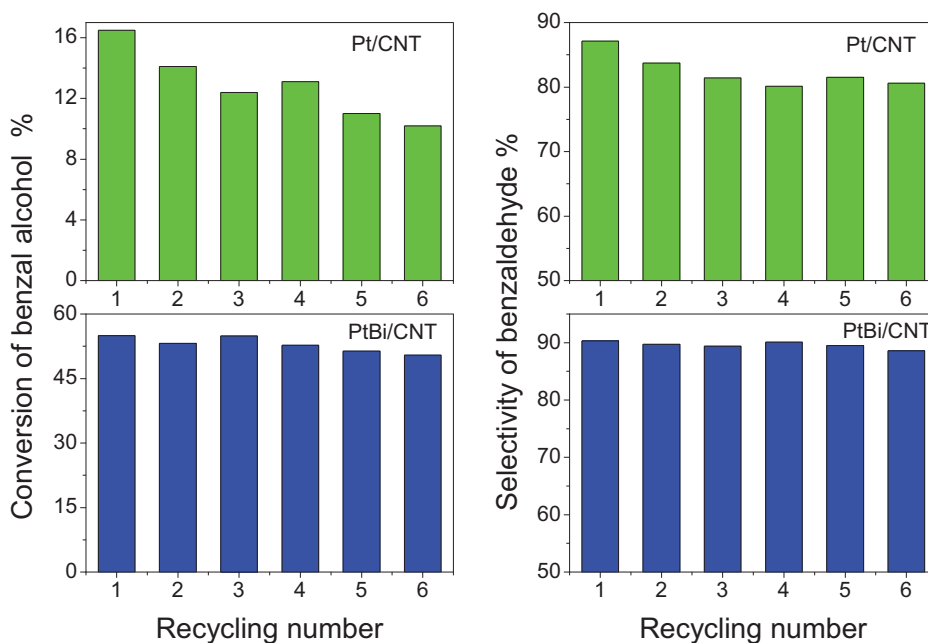 Conversion of benzal alcohol %
16
12
8
4
0
Pt/CNT
1 2 3 4 5 6
60
45
30
15
0
PtBi/CNT
1 2 3 4 5 6
Recycling number
Selectivity of benzaldehyde %
90
80
70
60
50
Pt/CNT
1 2 3 4 5 6
90
80
70
60
50
PtBi/CNT
1 2 3 4 5 6
Recycling number